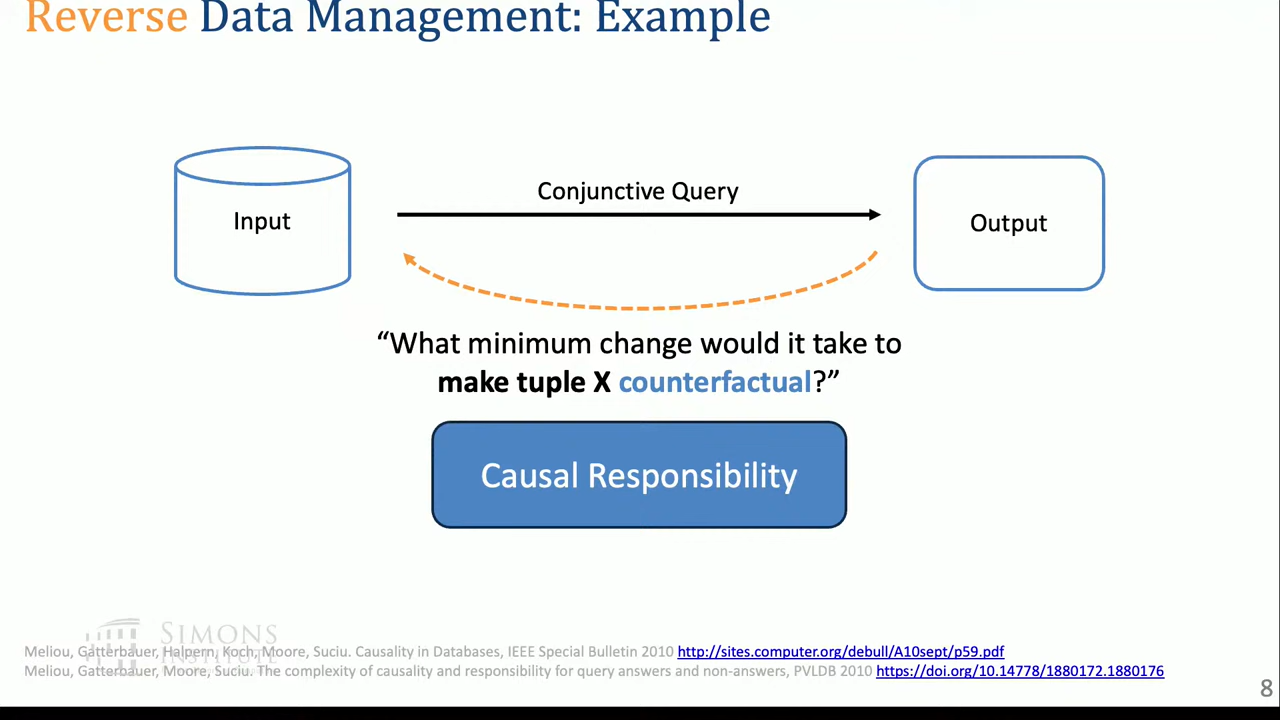 Reverse Data Management: Example
Conjunctive Query
Input
Output
“What minimum change would it take to
make tuple X counterfactual?”
Causal Responsibility
SIMONS
INSTITUTE
Meliou, Gatterbauer, Halpern, Koch, Moore, Suciu. Causality in Databases, IEEE Special Bulletin 2010 http://sites.computer.org/debull/A10sept/p59.pdf
Meliou, Gatterbauer, Moore, Suciu. The complexity of causality and responsibility for query answers and non-answers, PVLDB 2010 https://doi.org/10.14778/1880172.1880176
8